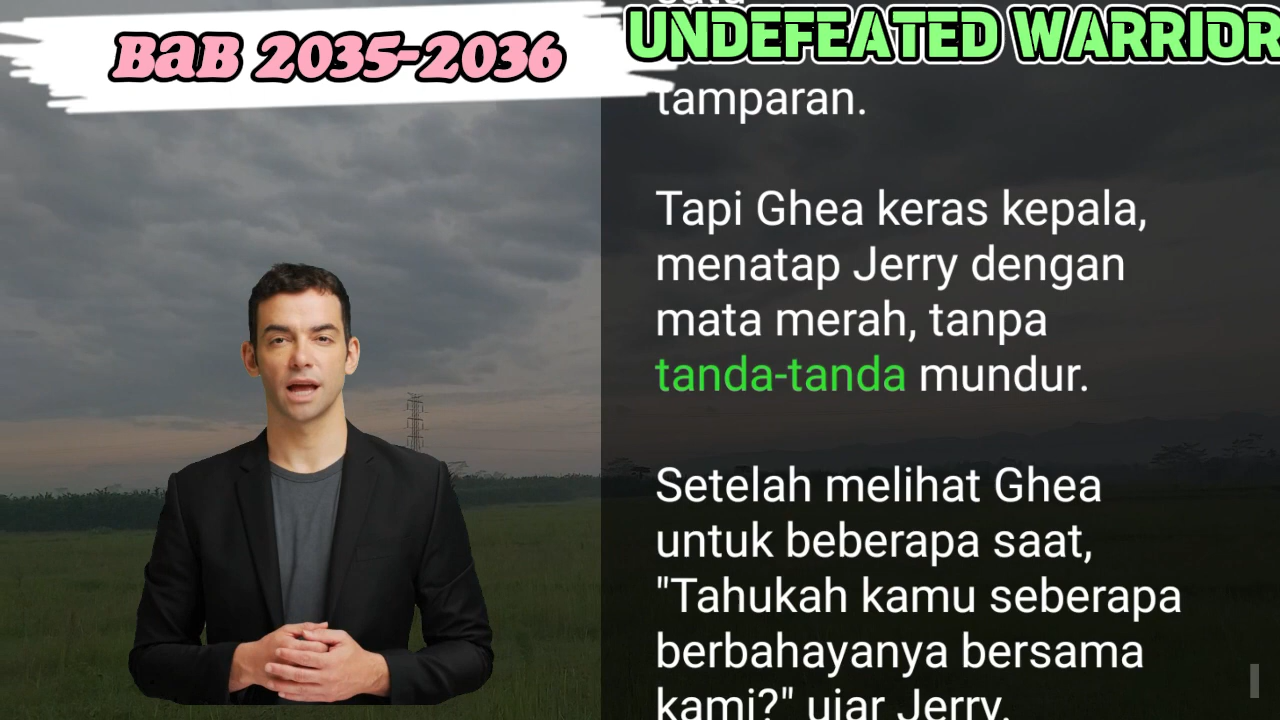 BAB 2035-2036
UNDEFEATED WARRIOR
tamparan.
Tapi Ghea keras kepala,
menatap Jerry dengan
mata merah, tanpa
tanda-tanda mundur.
Setelah melihat Ghea
untuk beberapa saat,
"Tahukah kamu seberapa
berbahayanya bersama
kami?" ujar Jerry.